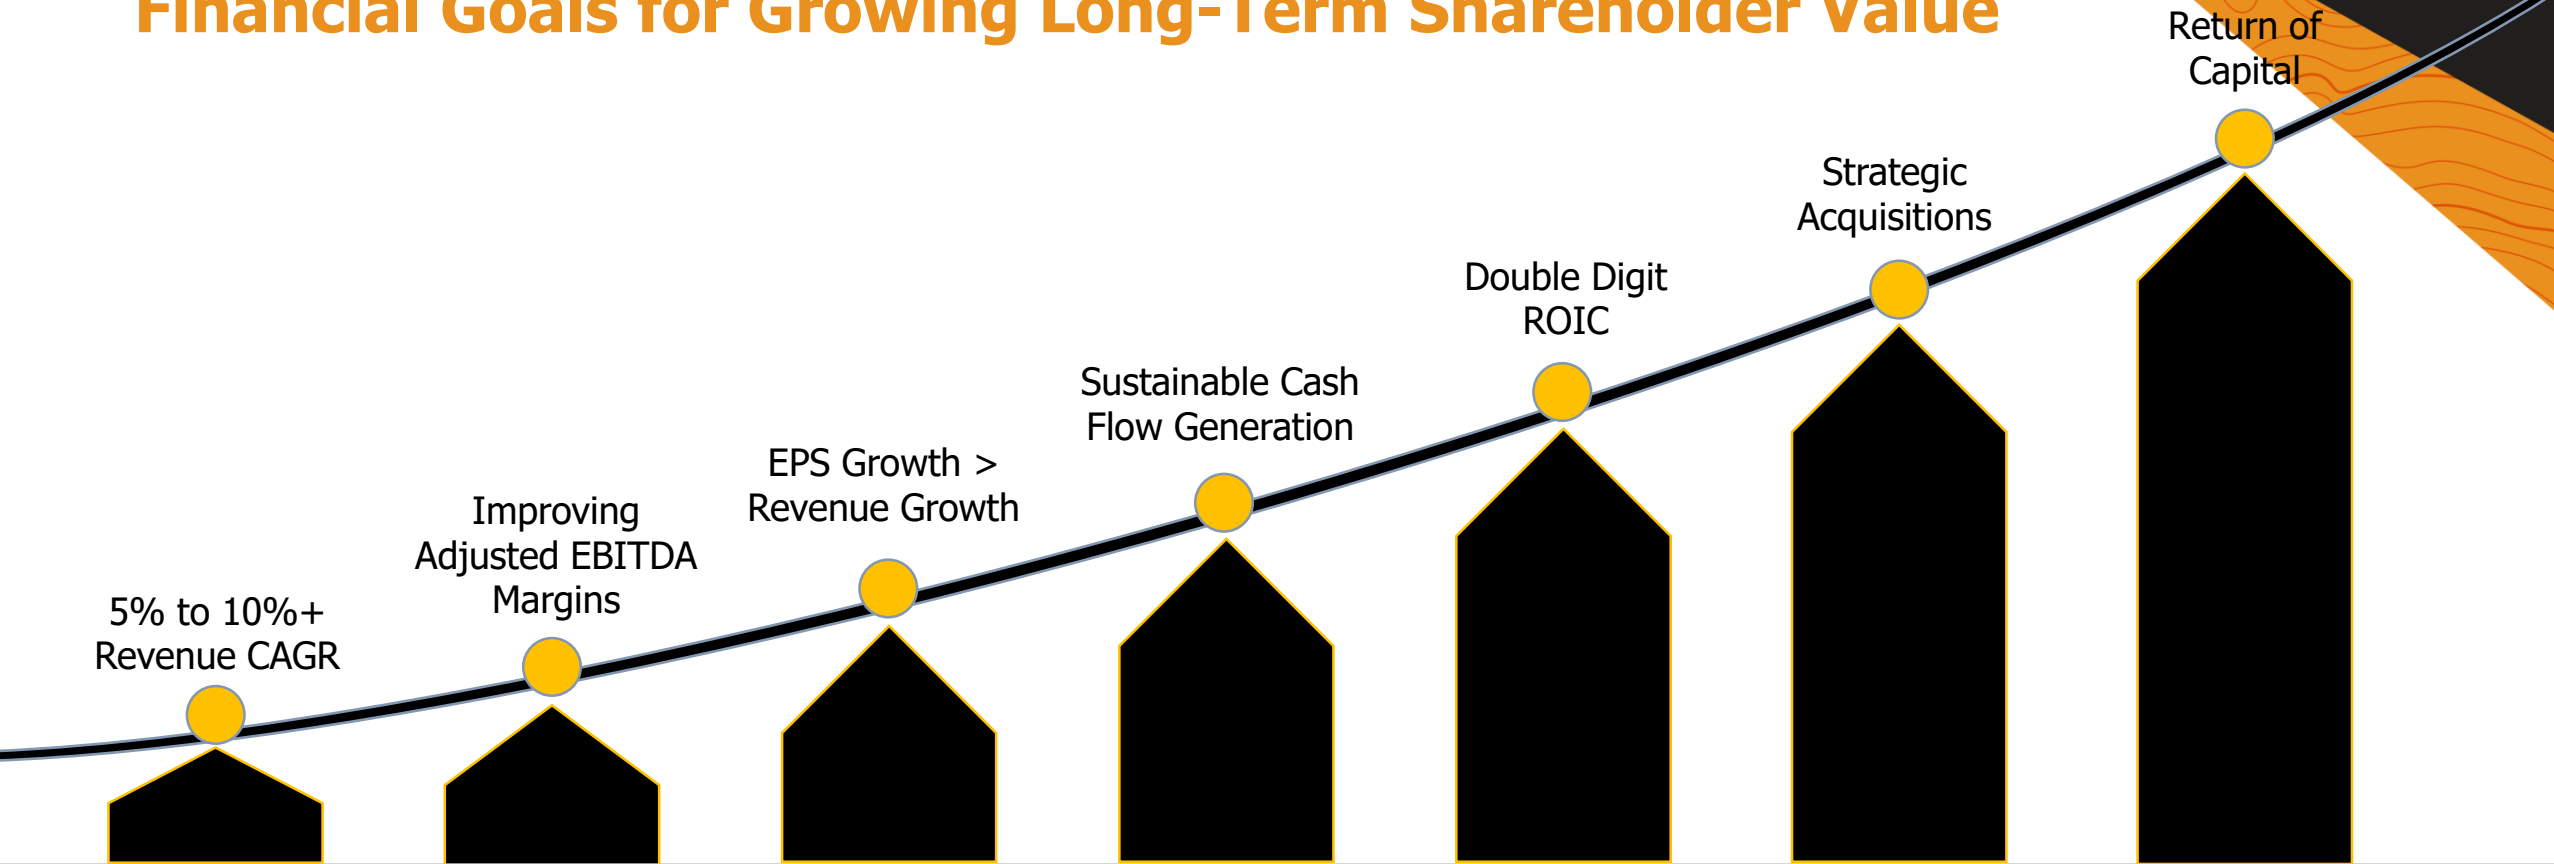 Financial Goals for Growing Long-Term Shareholder Value
5% to 10%+
Revenue CAGR
Improving
Adjusted EBITDA
Margins
EPS Growth >
Revenue Growth
Sustainable Cash
Flow Generation
Double Digit
ROIC
Strategic
Acquisitions
Return of
Capital